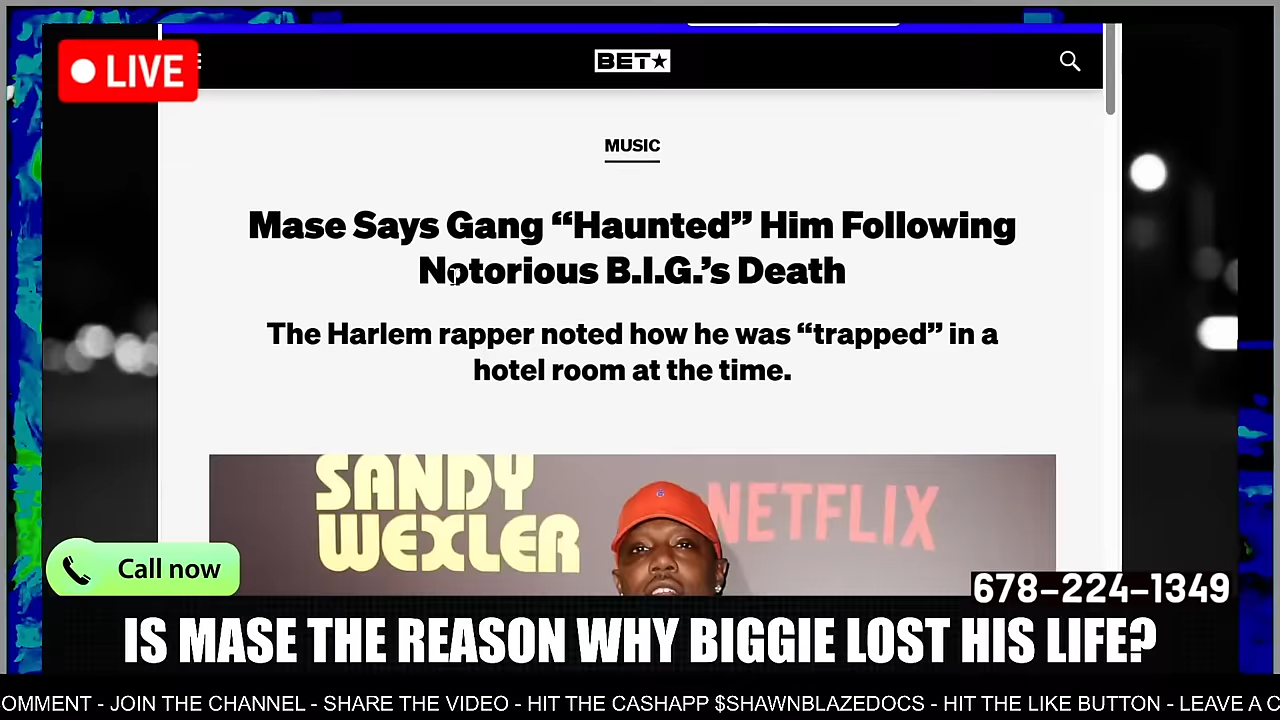 LIVE
BET★
MUSIC
Mase Says Gang “Haunted” Him Following
Notorious B.I.G.’s Death
The Harlem rapper noted how he was “trapped” in a
hotel room at the time.
SANDY
WEXLER
NETFLIX
Call now
678-224-1349
IS MASE THE REASON WHY BIGGIE LOST HIS LIFE?
OMMENT - JOIN THE CHANNEL - SHARE THE VIDEO - HIT THE CASHAPP $SHAWNBLAZEDOCS - HIT THE LIKE BUTTON - LEAVE A C